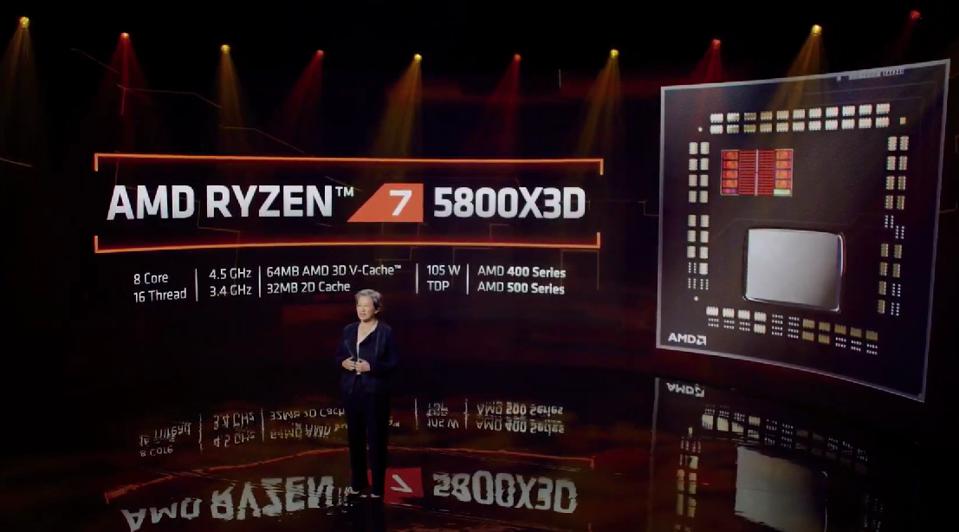 AMD RYZEN™ 7 5800X3D
8 Core
16 Thread
4.5 GHz
3.4 GHz
64MB AMD 3D V-Cache™
32MB 2D Cache
105 W
TDP
AMD 400 Series
AMD 500 Series
AMD